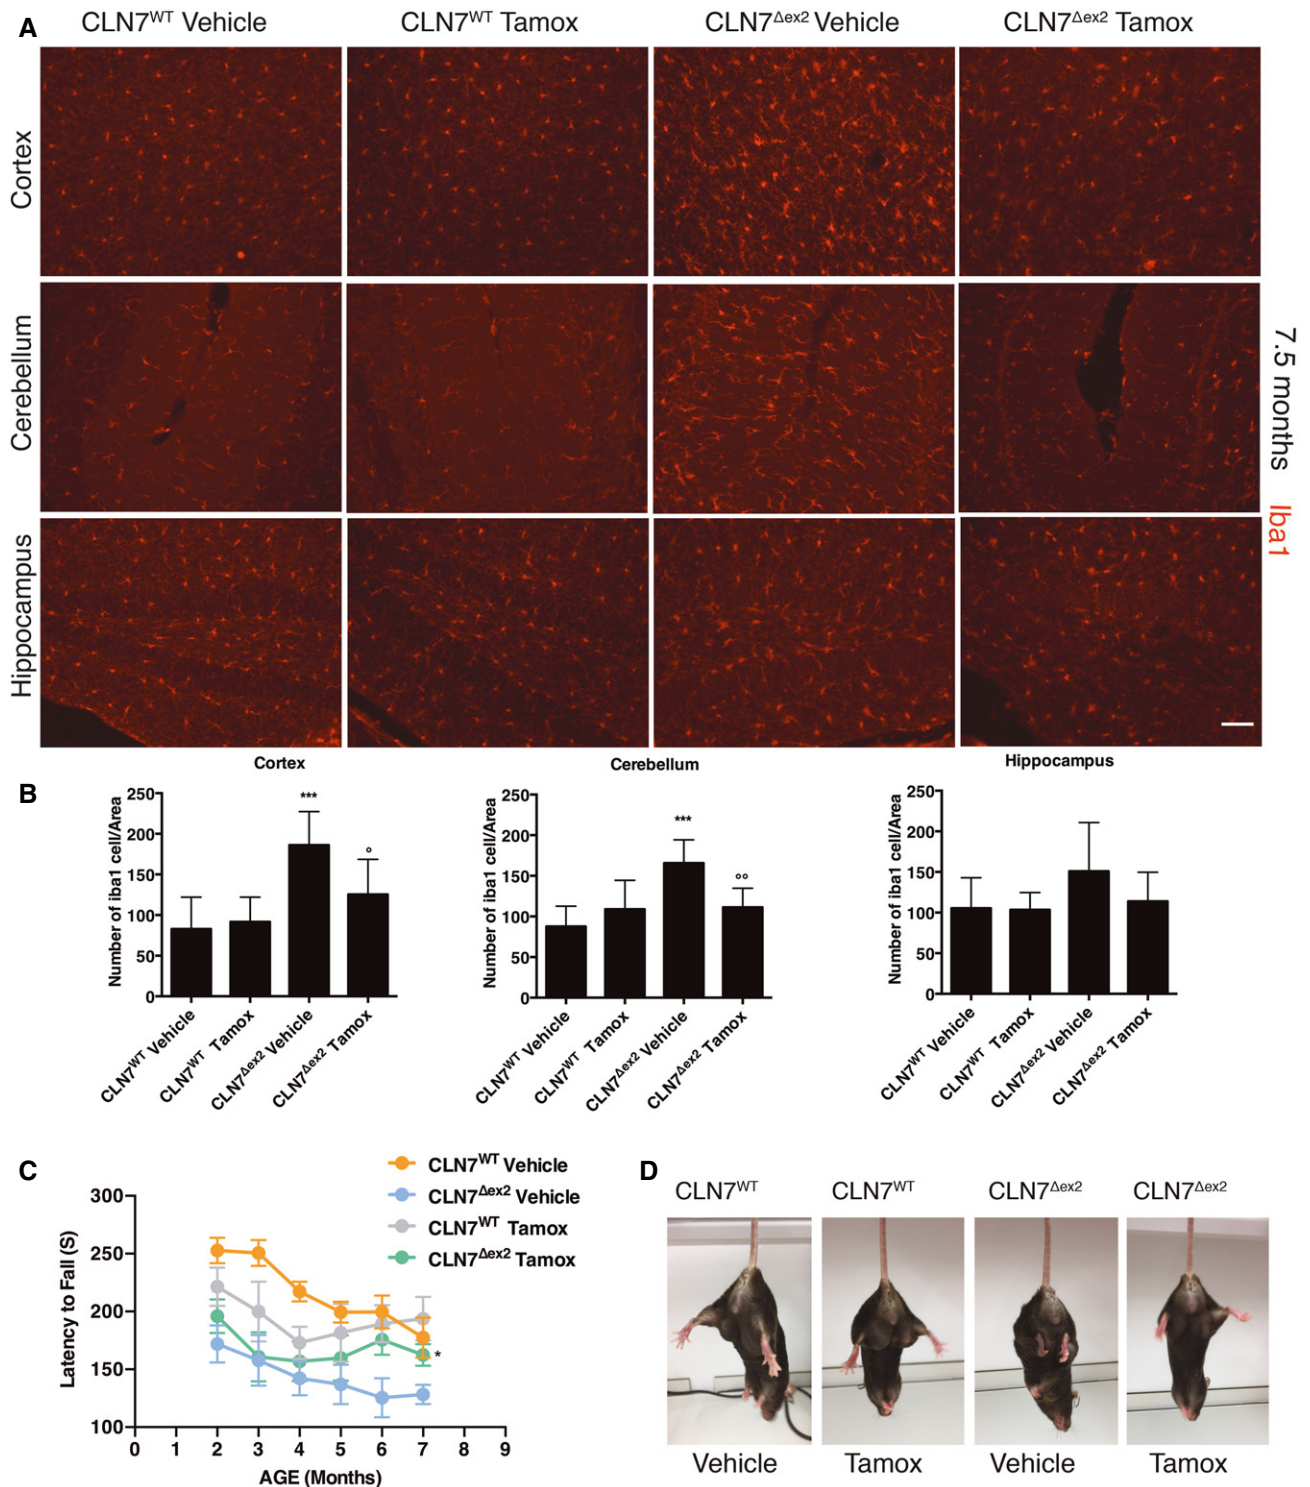 A
CLN7WT Vehicle
CLN7WT Tamox
CLN7Δex2 Vehicle
CLN7Δex2 Tamox
Cortex
Cerebellum
Hippocampus
7.5 months Iba1
B
Cortex
Number of iba1 cell/Area
250
200
150
100
50
0
***
°
CLN7WT Vehicle
CLN7WT Tamox
CLN7Δex2 Vehicle
CLN7Δex2 Tamox
Cerebellum
Number of iba1 cell/Area
250
200
150
100
50
0
***
°°
CLN7WT Vehicle
CLN7WT Tamox
CLN7Δex2 Vehicle
CLN7Δex2 Tamox
Hippocampus
Number of iba1 cell/Area
250
200
150
100
50
0
CLN7WT Vehicle
CLN7WT Tamox
CLN7Δex2 Vehicle
CLN7Δex2 Tamox
C
CLN7WT Vehicle
CLN7Δex2 Vehicle
CLN7WT Tamox
CLN7Δex2 Tamox
Latency to Fall (S)
300
250
200
150
100
*
0 1 2 3 4 5 6 7 8 9
AGE (Months)
D
CLN7WT
CLN7WT
CLN7Δex2
CLN7Δex2
Vehicle
Tamox
Vehicle
Tamox